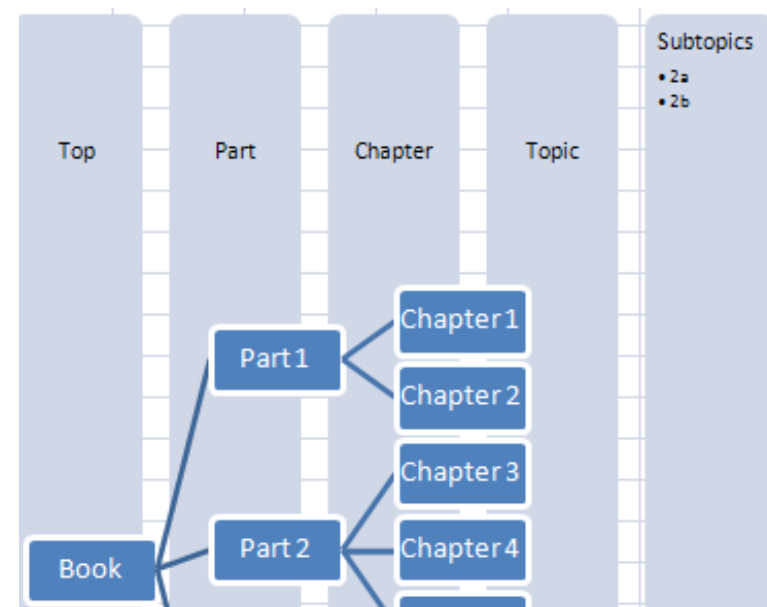 Subtopics
• 2a
• 2b
Top
Part
Chapter
Topic
Chapter 1
Part 1
Chapter 2
Chapter 3
Part 2
Chapter 4
Book